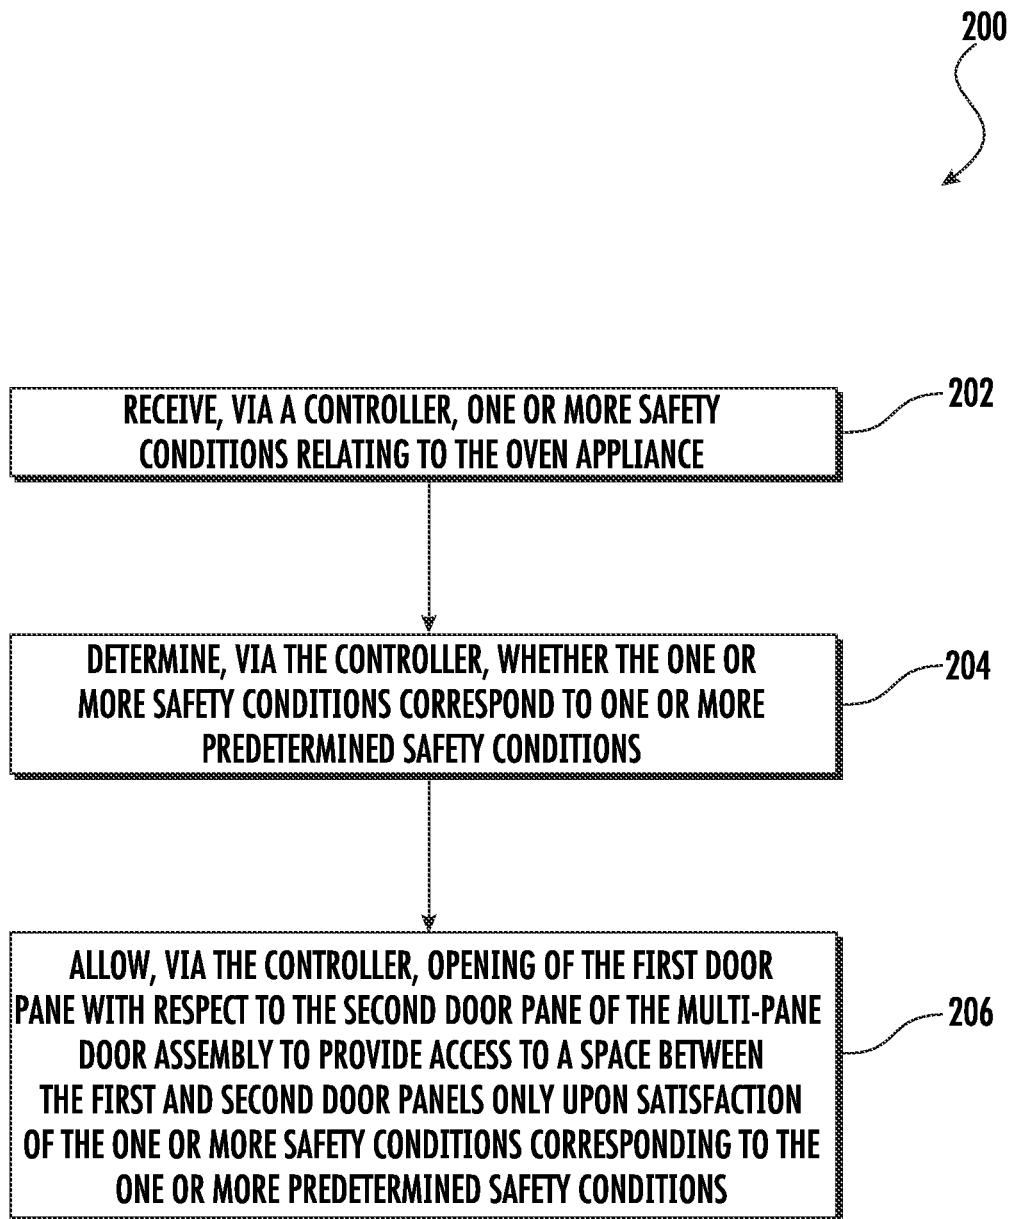 200
RECEIVE, VIA A CONTROLLER, ONE OR MORE SAFETY
CONDITIONS RELATING TO THE OVEN APPLIANCE
202
DETERMINE, VIA THE CONTROLLER, WHETHER THE ONE OR
MORE SAFETY CONDITIONS CORRESPOND TO ONE OR MORE
PREDETERMINED SAFETY CONDITIONS
204
ALLOW, VIA THE CONTROLLER, OPENING OF THE FIRST DOOR
PANE WITH RESPECT TO THE SECOND DOOR PANE OF THE MULTI-PANE
DOOR ASSEMBLY TO PROVIDE ACCESS TO A SPACE BETWEEN
THE FIRST AND SECOND DOOR PANELS ONLY UPON SATISFACTION
OF THE ONE OR MORE SAFETY CONDITIONS CORRESPONDING TO THE
ONE OR MORE PREDETERMINED SAFETY CONDITIONS
206